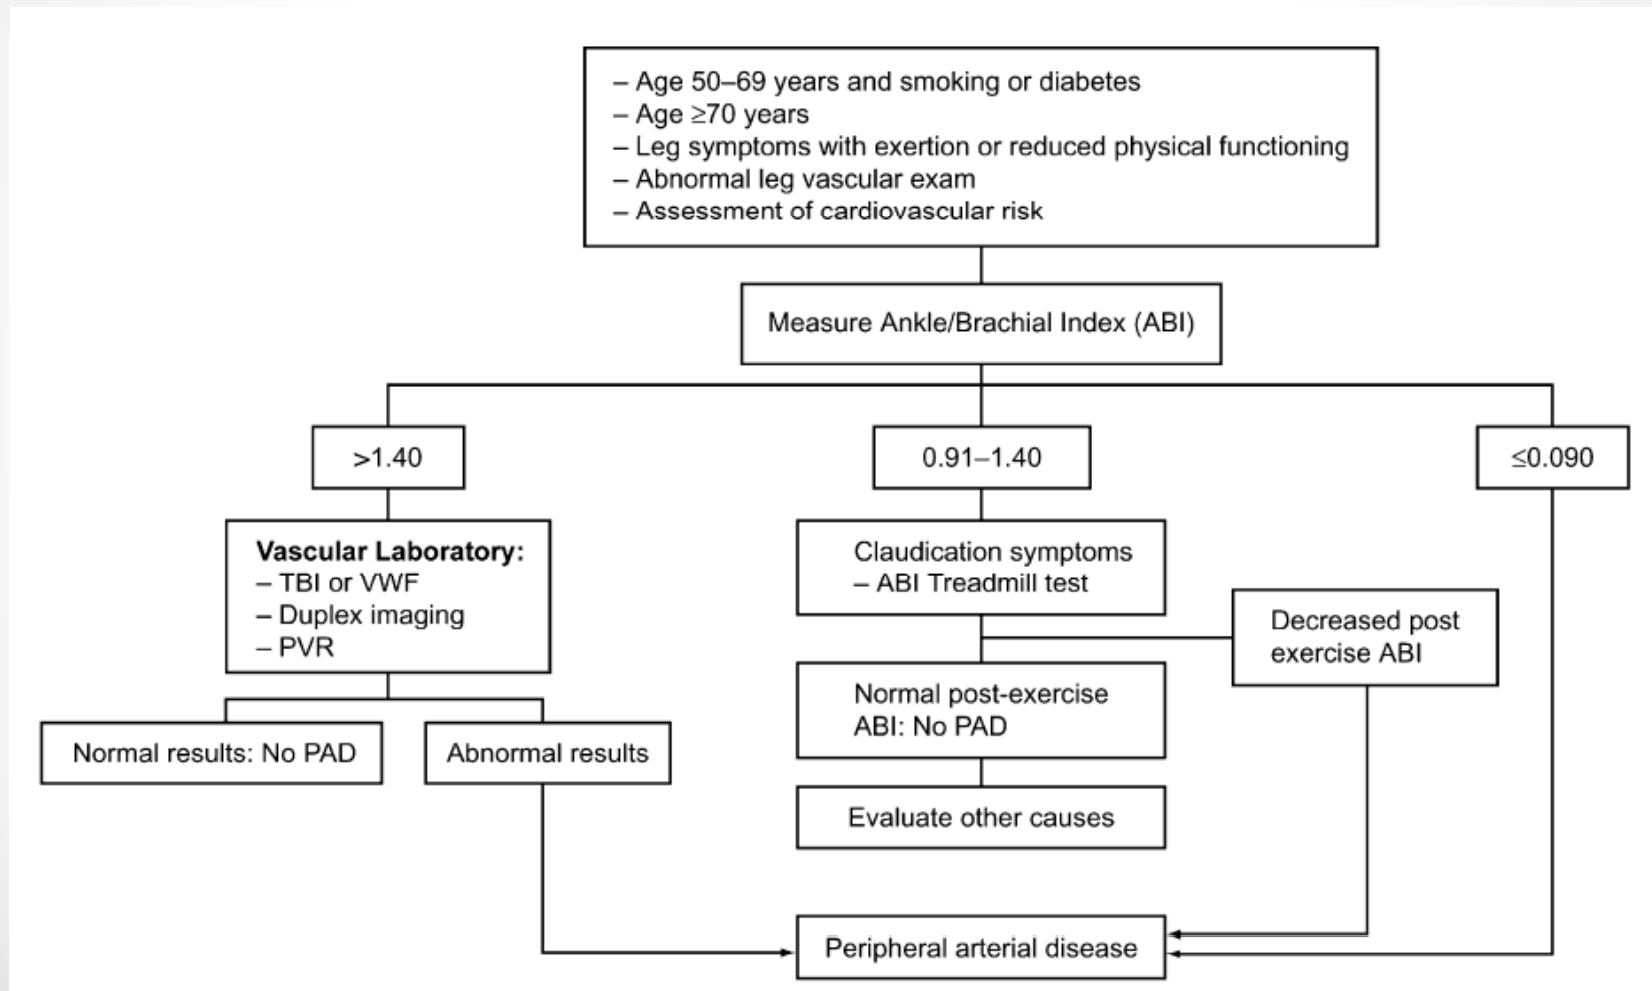 – Age 50–69 years and smoking or diabetes
– Age ≥70 years
– Leg symptoms with exertion or reduced physical functioning
– Abnormal leg vascular exam
– Assessment of cardiovascular risk
Measure Ankle/Brachial Index (ABI)
>1.40
0.91–1.40
≤0.090
Vascular Laboratory:
– TBI or VWF
– Duplex imaging
– PVR
Claudication symptoms
– ABI Treadmill test
Decreased post
exercise ABI
Normal post-exercise
ABI: No PAD
Normal results: No PAD
Abnormal results
Evaluate other causes
Peripheral arterial disease